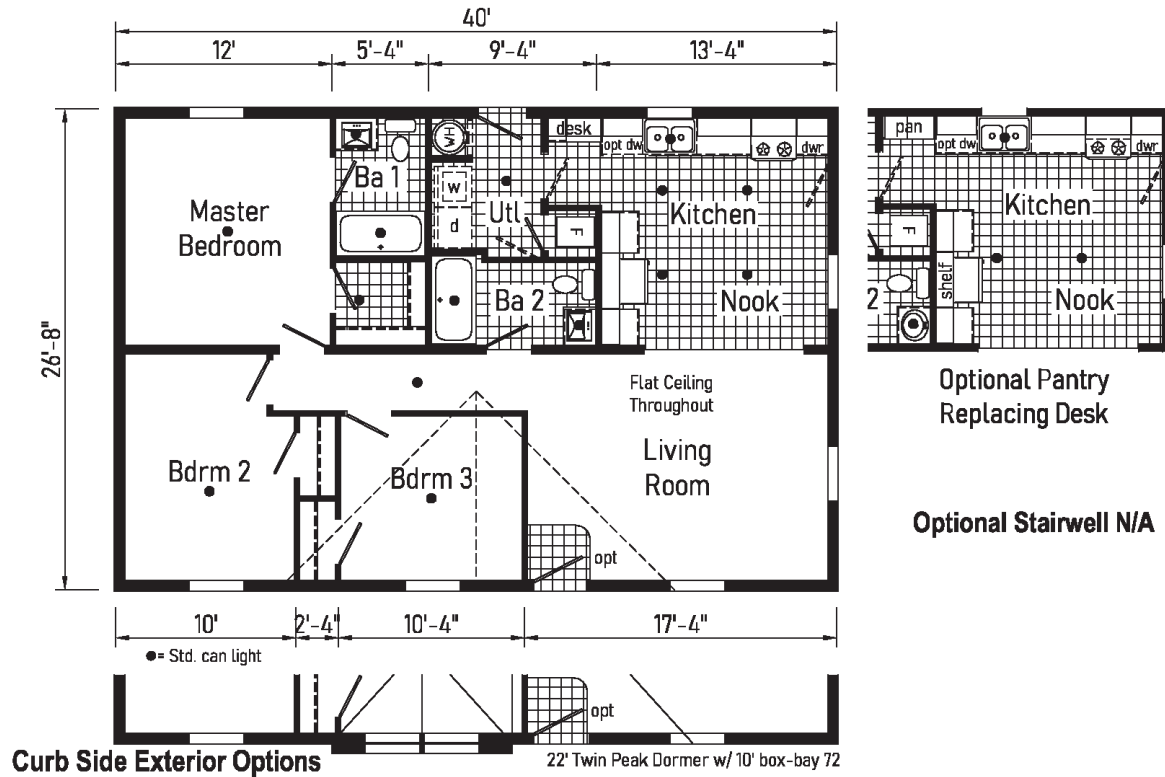 40'
12' 5'-4" 9'-4" 13'-4"
26'-8"
Master
Bedroom
Ba 1
WH
w
d
Utl
F
desk
opt dw
dwr
Kitchen
Nook
Ba 2
Flat Ceiling
Throughout
Living
Room
Bdrm 2
Bdrm 3
opt
10' 2'-4" 10'-4" 17'-4"
●= Std. can light
opt
Curb Side Exterior Options
22' Twin Peak Dormer w/ 10' box-bay 72
pan
opt dw
dwr
Kitchen
F
2
shelf
Nook
Optional Pantry
Replacing Desk
Optional Stairwell N/A